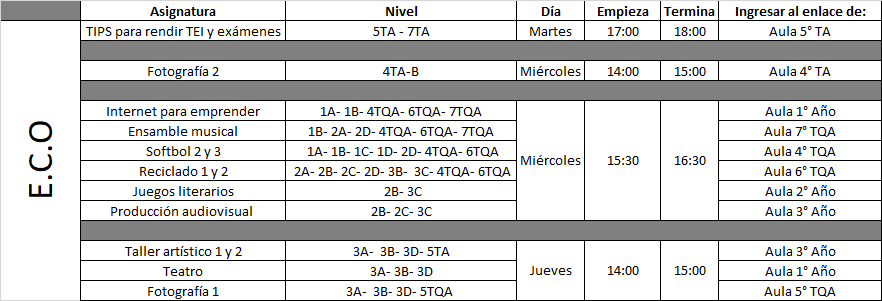 Asignatura Nivel Día Empieza Termina Ingresar al enlace de:
TIPS para rendir TEI y exámenes 5TA - 7TA Martes 17:00 18:00 Aula 5° TA
Fotografía 2 4TA-B Miércoles 14:00 15:00 Aula 4° TA
E.C.O
Internet para emprender 1A- 1B- 4TQA- 6TQA- 7TQA Aula 1° Año
Ensamble musical 1B- 2A- 2D- 4TQA- 6TQA- 7TQA Aula 7° TQA
Softbol 2 y 3 1A- 1B- 1C- 1D- 2D- 4TQA- 6TQA Aula 4° TQA
Miércoles 15:30 16:30
Reciclado 1 y 2 2A- 2B- 2C- 2D- 3B- 3C- 4TQA- 6TQA Aula 6° TQA
Juegos literarios 2B- 3C Aula 2° Año
Producción audiovisual 2B- 2C- 3C Aula 3° Año
Taller artístico 1 y 2 3A- 3B- 3D- 5TA Aula 3° Año
Teatro 3A- 3B- 3D Jueves 14:00 15:00 Aula 1° Año
Fotografía 1 3A- 3B- 3D- 5TQA Aula 5° TQA